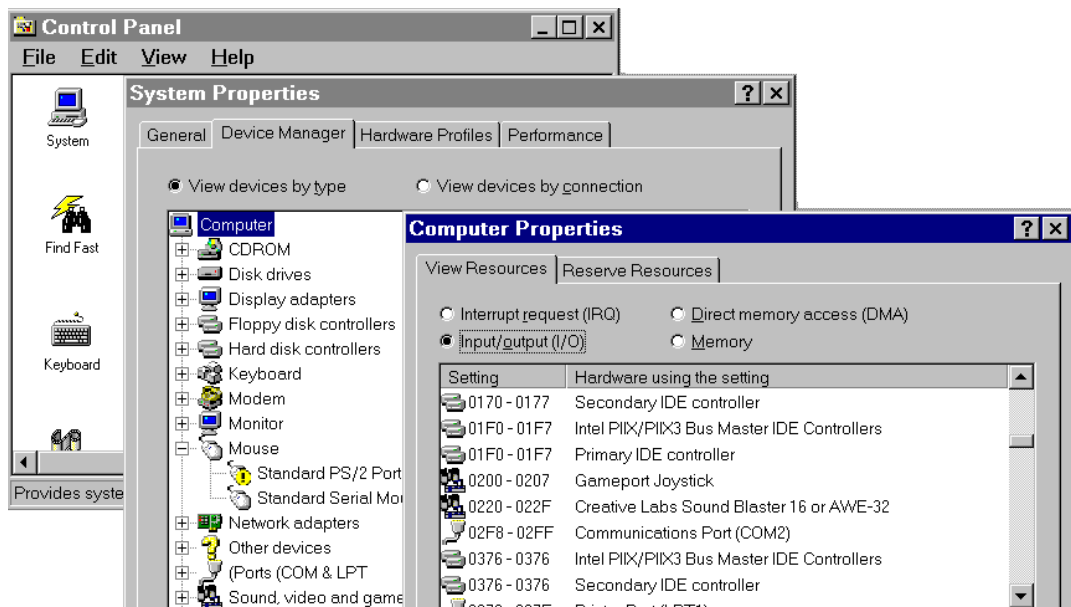 Control Panel
File Edit View Help
System
Find Fast
Keyboard
Provides syste
System Properties
General Device Manager Hardware Profiles Performance
View devices by type View devices by connection
Computer
CDROM
Disk drives
Display adapters
Floppy disk controllers
Hard disk controllers
Keyboard
Modem
Monitor
Mouse
Standard PS/2 Port
Standard Serial Mou
Network adapters
Other devices
(Ports (COM & LPT
Sound, video and game
Computer Properties
View Resources Reserve Resources
Interrupt request (IRQ) Direct memory access (DMA)
Input/output (I/O) Memory
Setting Hardware using the setting
0170 - 0177 Secondary IDE controller
01F0 - 01F7 Intel PIIX/PIIX3 Bus Master IDE Controllers
01F0 - 01F7 Primary IDE controller
0200 - 0207 Gameport Joystick
0220 - 022F Creative Labs Sound Blaster 16 or AWE-32
02F8 - 02FF Communications Port (COM2)
0376 - 0376 Intel PIIX/PIIX3 Bus Master IDE Controllers
0376 - 0376 Secondary IDE controller